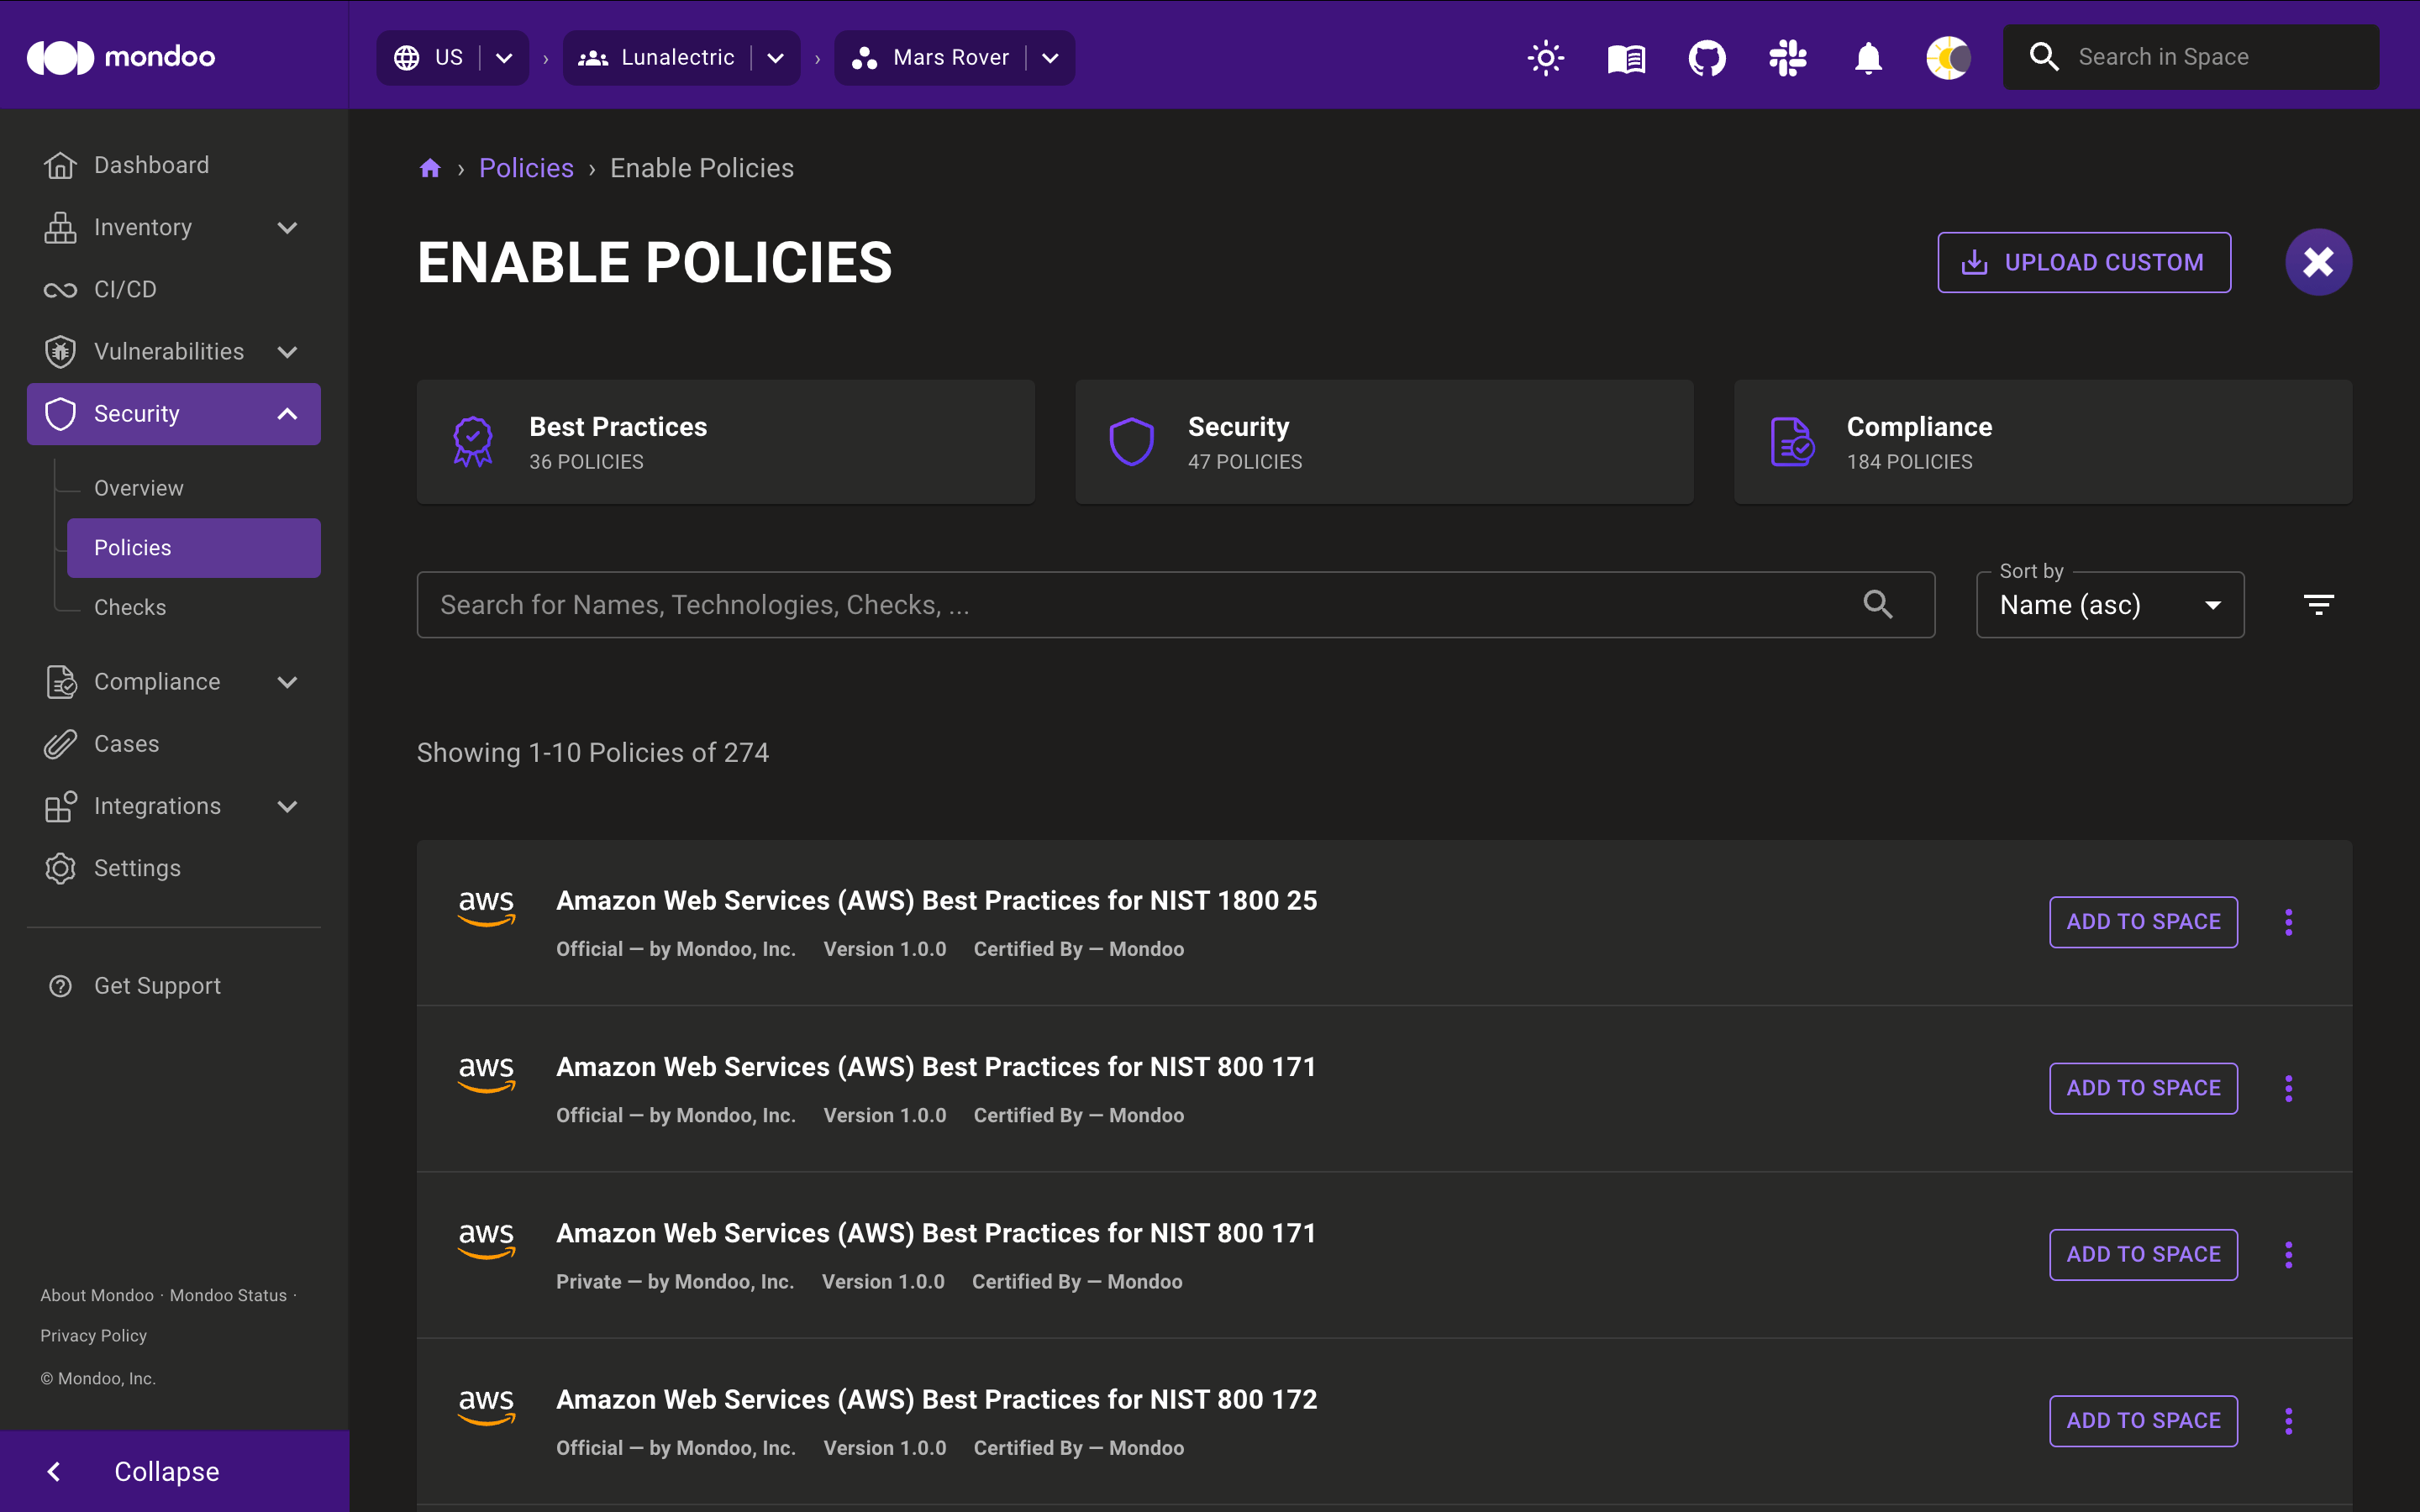 mondoo
US
Lunalectric
Mars Rover
Search in Space
Dashboard
Inventory
CI/CD
Vulnerabilities
Security
Overview
Policies
Checks
Compliance
Cases
Integrations
Settings
Get Support
About Mondoo · Mondoo Status ·
Privacy Policy
© Mondoo, Inc.
Collapse
› Policies › Enable Policies
ENABLE POLICIES
UPLOAD CUSTOM
Best Practices
36 POLICIES
Security
47 POLICIES
Compliance
184 POLICIES
Search for Names, Technologies, Checks, ...
Sort by
Name (asc)
Showing 1-10 Policies of 274
aws
Amazon Web Services (AWS) Best Practices for NIST 1800 25
Official — by Mondoo, Inc. Version 1.0.0 Certified By — Mondoo
ADD TO SPACE
aws
Amazon Web Services (AWS) Best Practices for NIST 800 171
Official — by Mondoo, Inc. Version 1.0.0 Certified By — Mondoo
ADD TO SPACE
aws
Amazon Web Services (AWS) Best Practices for NIST 800 171
Private — by Mondoo, Inc. Version 1.0.0 Certified By — Mondoo
ADD TO SPACE
aws
Amazon Web Services (AWS) Best Practices for NIST 800 172
Official — by Mondoo, Inc. Version 1.0.0 Certified By — Mondoo
ADD TO SPACE